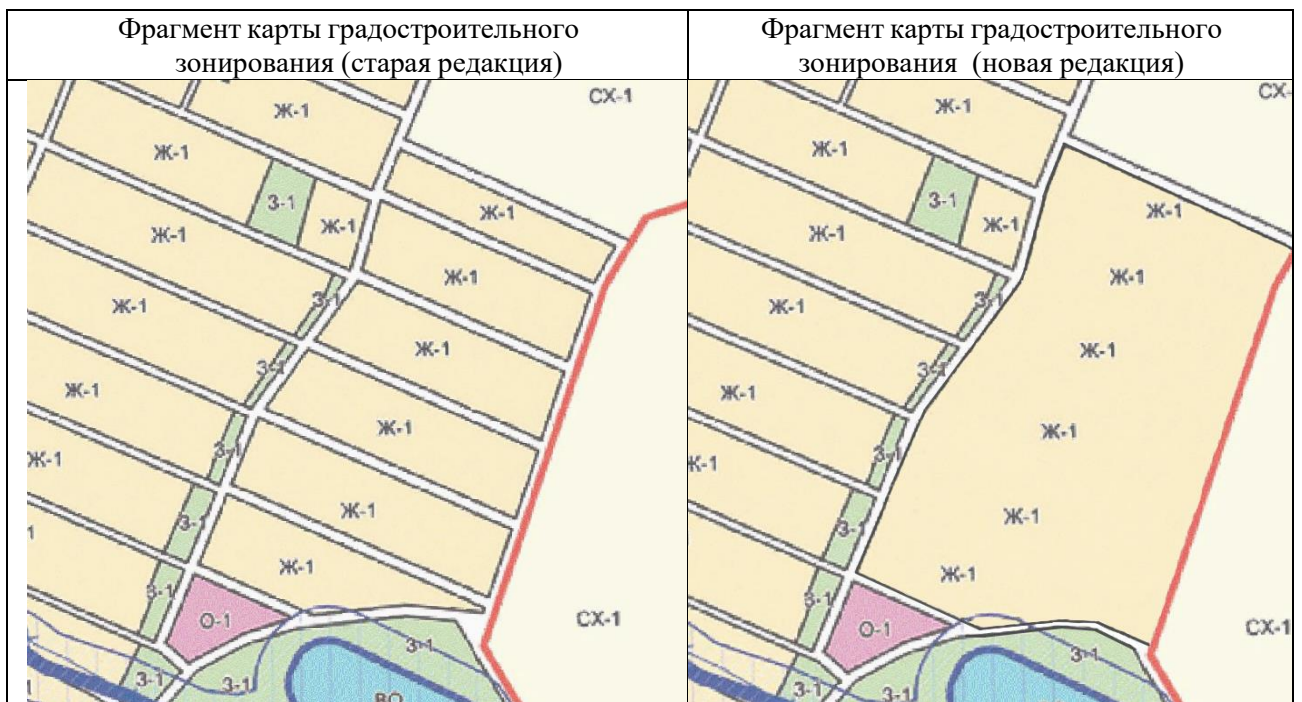 Фрагмент карты градостроительного
зонирования (старая редакция)
Фрагмент карты градостроительного
зонирования (новая редакция)
СХ-1
Ж-1
Ж-1
З-1
Ж-1
Ж-1
Ж-1
Ж-1
З-1
Ж-1
Ж-1
З-1
Ж-1
Ж-1
З-1
Ж-1
Ж-1
З-1
Ж-1
З-1
О-1
СХ-1
З-1
З-1
З-1
ВО
СХ-
Ж-1
Ж-1
З-1
Ж-1
Ж-1
Ж-1
Ж-1
З-1
Ж-1
Ж-1
З-1
Ж-1
Ж-1
З-1
Ж-1
Ж-1
З-1
Ж-1
З-1
О-1
СХ-1
З-1
З-1
З-1